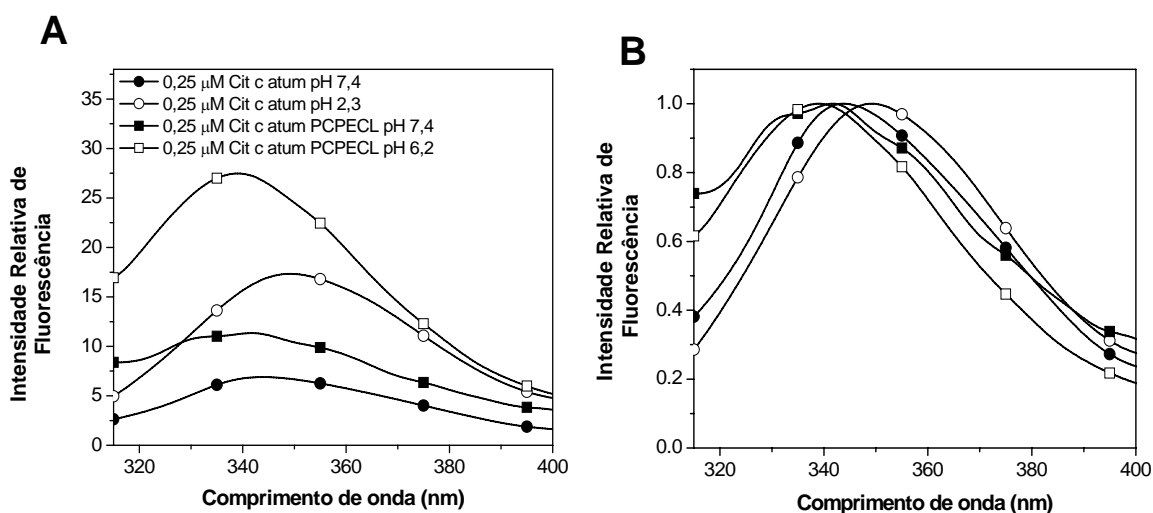 A
0,25 μM Cit c atum pH 7,4
0,25 μM Cit c atum pH 2,3
0,25 μM Cit c atum PCPECL pH 7,4
0,25 μM Cit c atum PCPECL pH 6,2
35
30
25
20
15
10
5
0
320
340
360
380
400
Intensidade Relativa de
Fluorescência
Comprimento de onda (nm)
B
1.0
0.8
0.6
0.4
0.2
0.0
320
340
360
380
400
Intensidade Relativa de
Fluorescência
Comprimento de onda (nm)